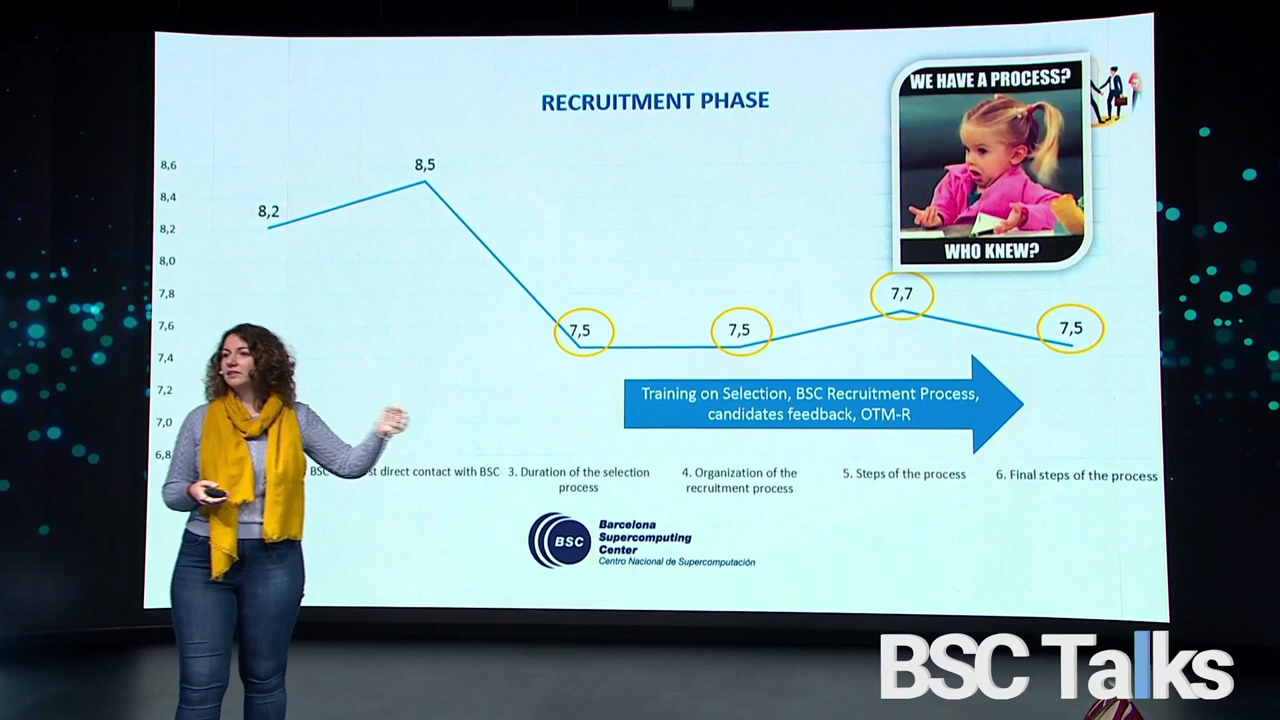 WE HAVE A PROCESS?
WHO KNEW?
RECRUITMENT PHASE
8,6
8,4
8,2
8,0
7,8
7,6
7,4
7,2
7,0
6,8
8,2
8,5
7,5
7,5
7,7
7,5
Training on Selection, BSC Recruitment Process,
candidates feedback, OTM-R
BSC
direct contact with BSC
3. Duration of the selection
process
4. Organization of the
recruitment process
5. Steps of the process
6. Final steps of the process
BSC
Barcelona
Supercomputing
Center
Centro Nacional de Supercomputación
BSC Talks